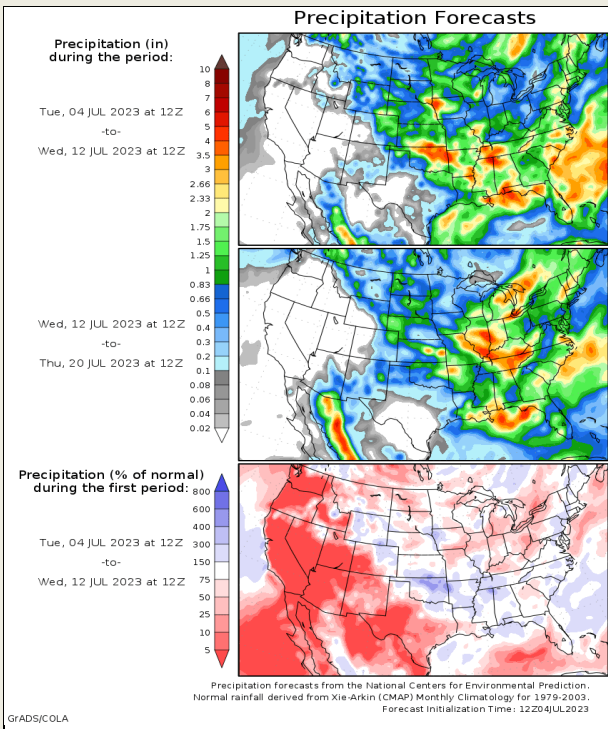 Precipitation Forecasts
Precipitation (in)
during the period:
Tue, 04 JUL 2023 at 12Z
-to-
Wed, 12 JUL 2023 at 12Z
10
8
7
6
5
4
3.5
3
2.66
2.33
2
1.75
1.5
1.25
1
0.83
0.66
0.5
0.4
0.3
0.2
0.1
0.08
0.06
0.04
0.02
Wed, 12 JUL 2023 at 12Z
-to-
Thu, 20 JUL 2023 at 12Z
Precipitation (% of normal)
during the first period:
Tue, 04 JUL 2023 at 12Z
-to-
Wed, 12 JUL 2023 at 12Z
800
600
400
300
150
75
50
25
10
5
Precipitation forecasts from the National Centers for Environmental Prediction.
Normal rainfall derived from Xie-Arkin (CMAP) Monthly Climatology for 1979-2003.
Forecast Initialization Time: 12Z04JUL2023
GrADS/COLA